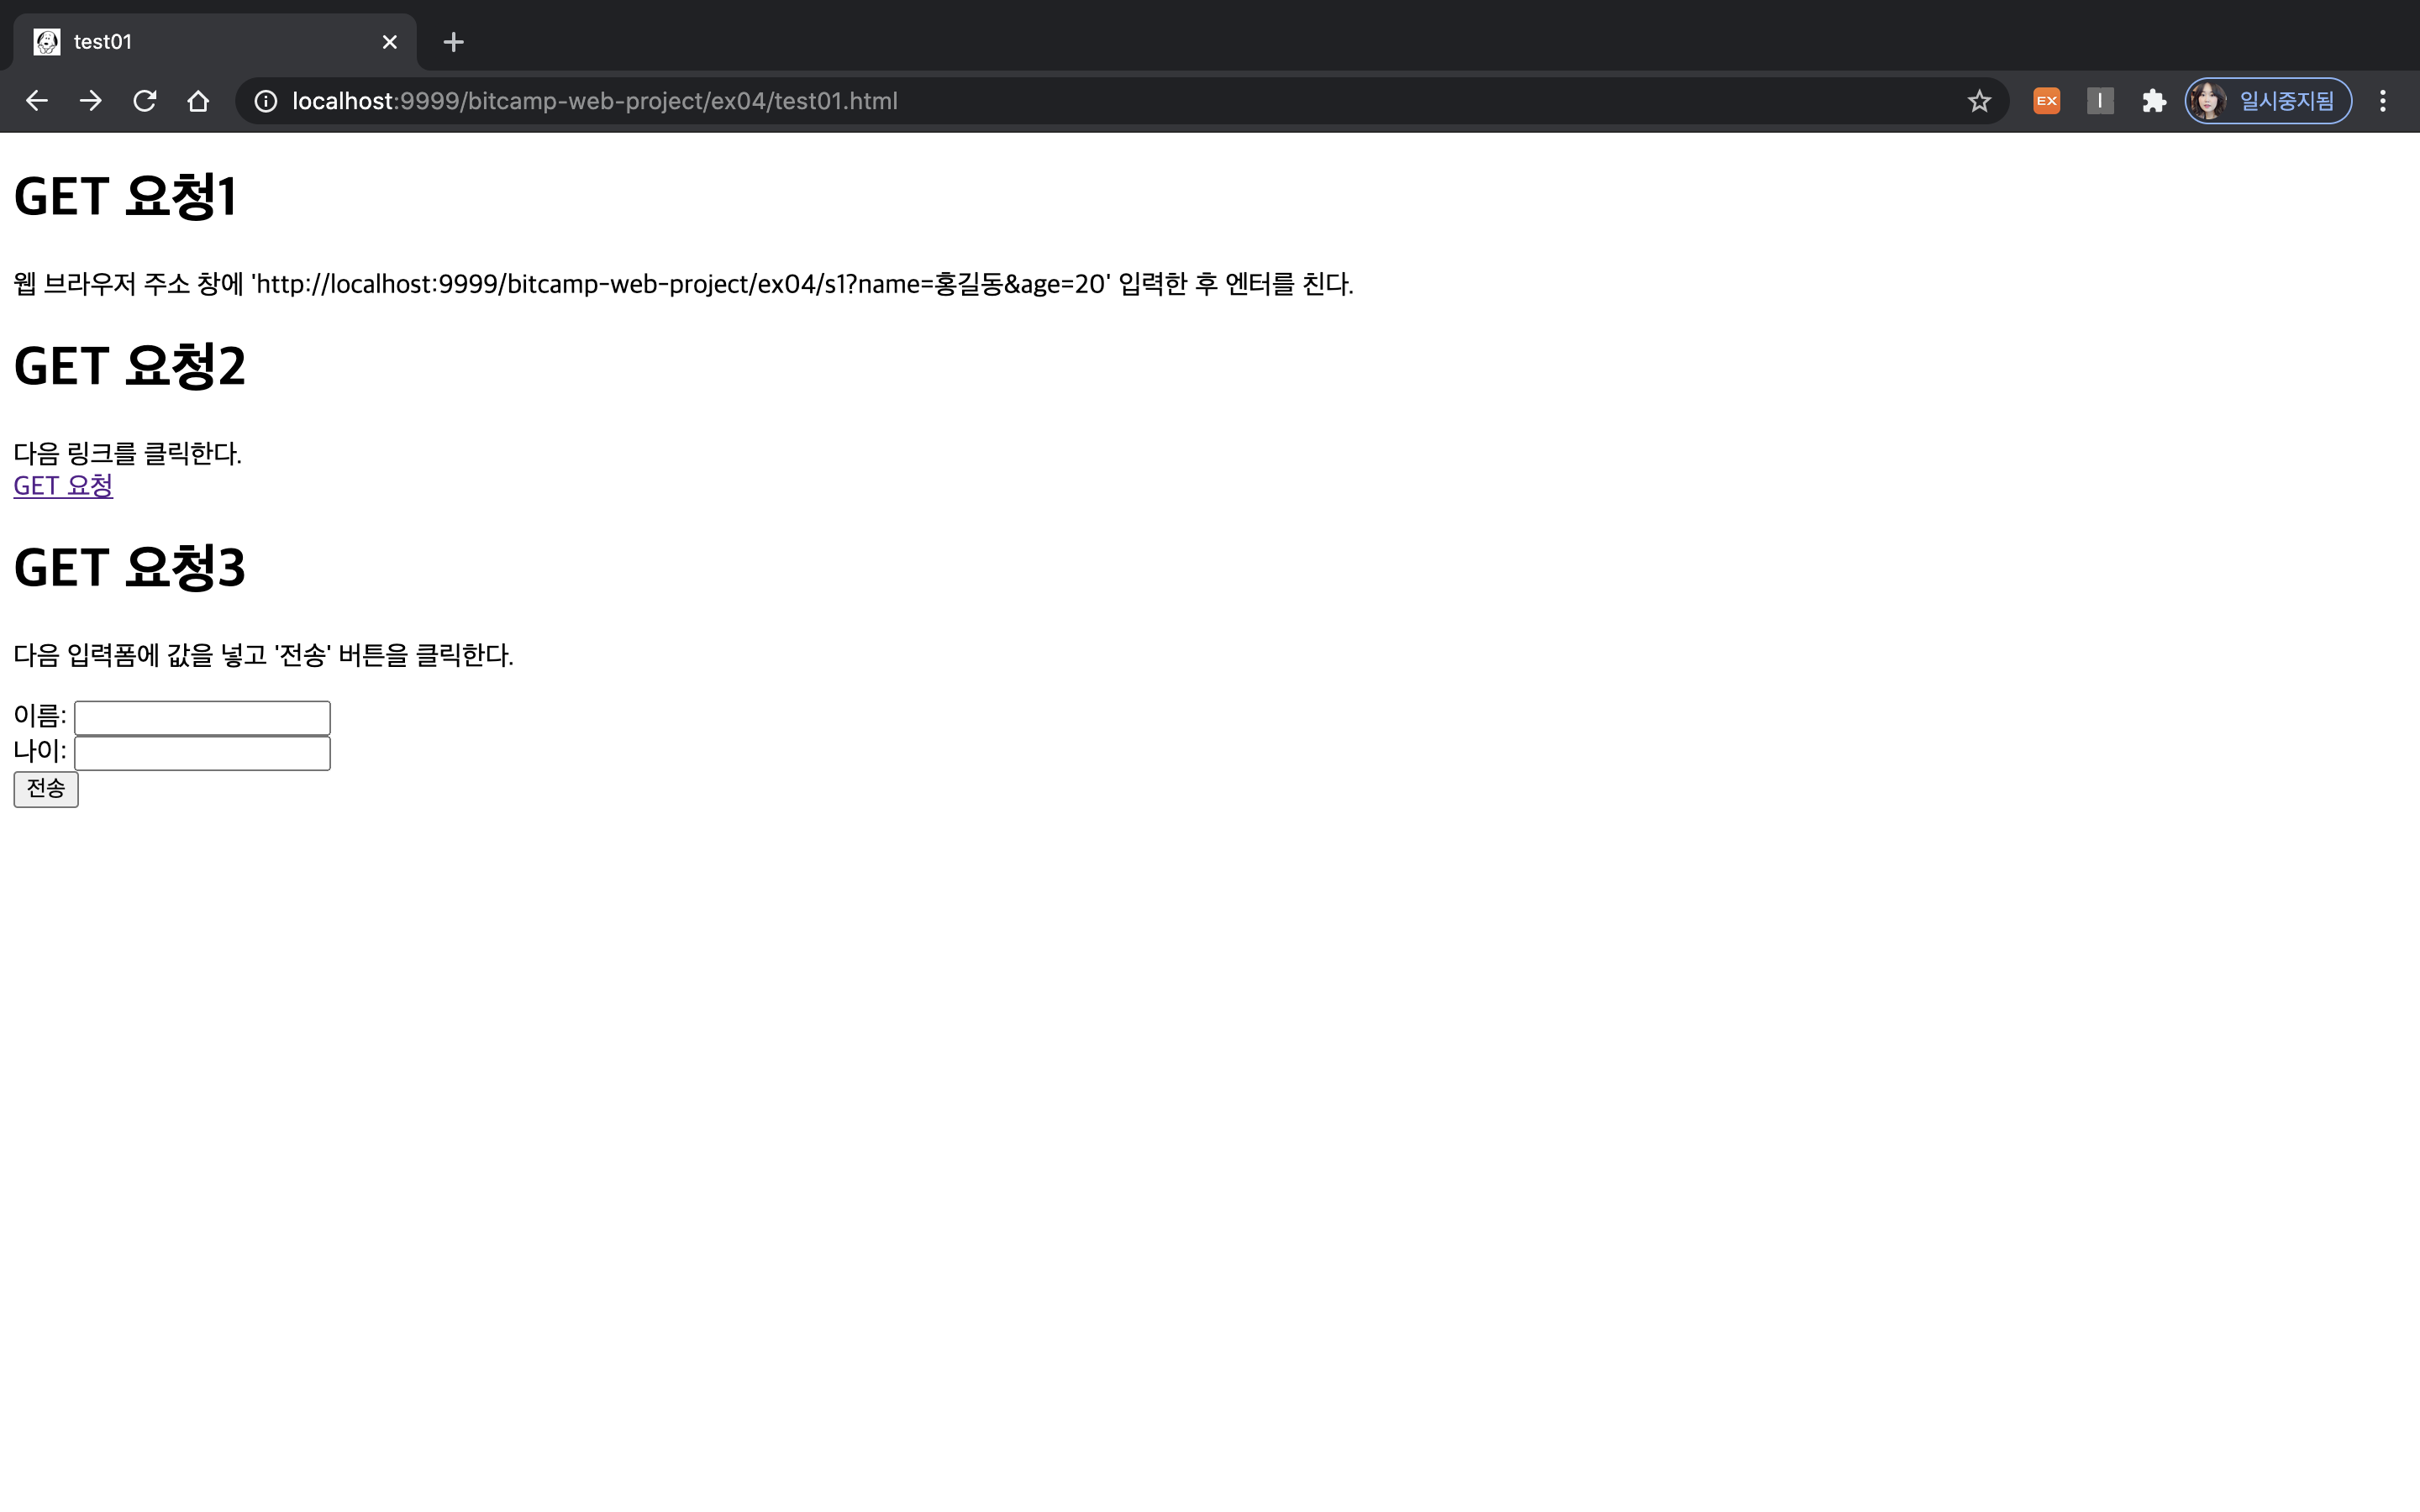 test01
localhost:9999/bitcamp-web-project/ex04/test01.html
EX
I
일시중지됨
GET 요청1
웹 브라우저 주소 창에 'http://localhost:9999/bitcamp-web-project/ex04/s1?name=홍길동&age=20' 입력한 후 엔터를 친다.
GET 요청2
다음 링크를 클릭한다.
GET 요청
GET 요청3
다음 입력폼에 값을 넣고 '전송' 버튼을 클릭한다.
이름:
나이:
전송